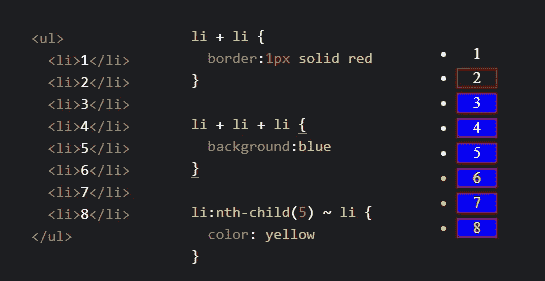 <ul>
<li>1</li>
<li>2</li>
<li>3</li>
<li>4</li>
<li>5</li>
<li>6</li>
<li>7</li>
<li>8</li>
</ul>
li + li {
border:1px solid red
}
li + li + li {
background:blue
}
li:nth-child(5) ~ li {
color: yellow
}
1
2
3
4
5
6
7
8